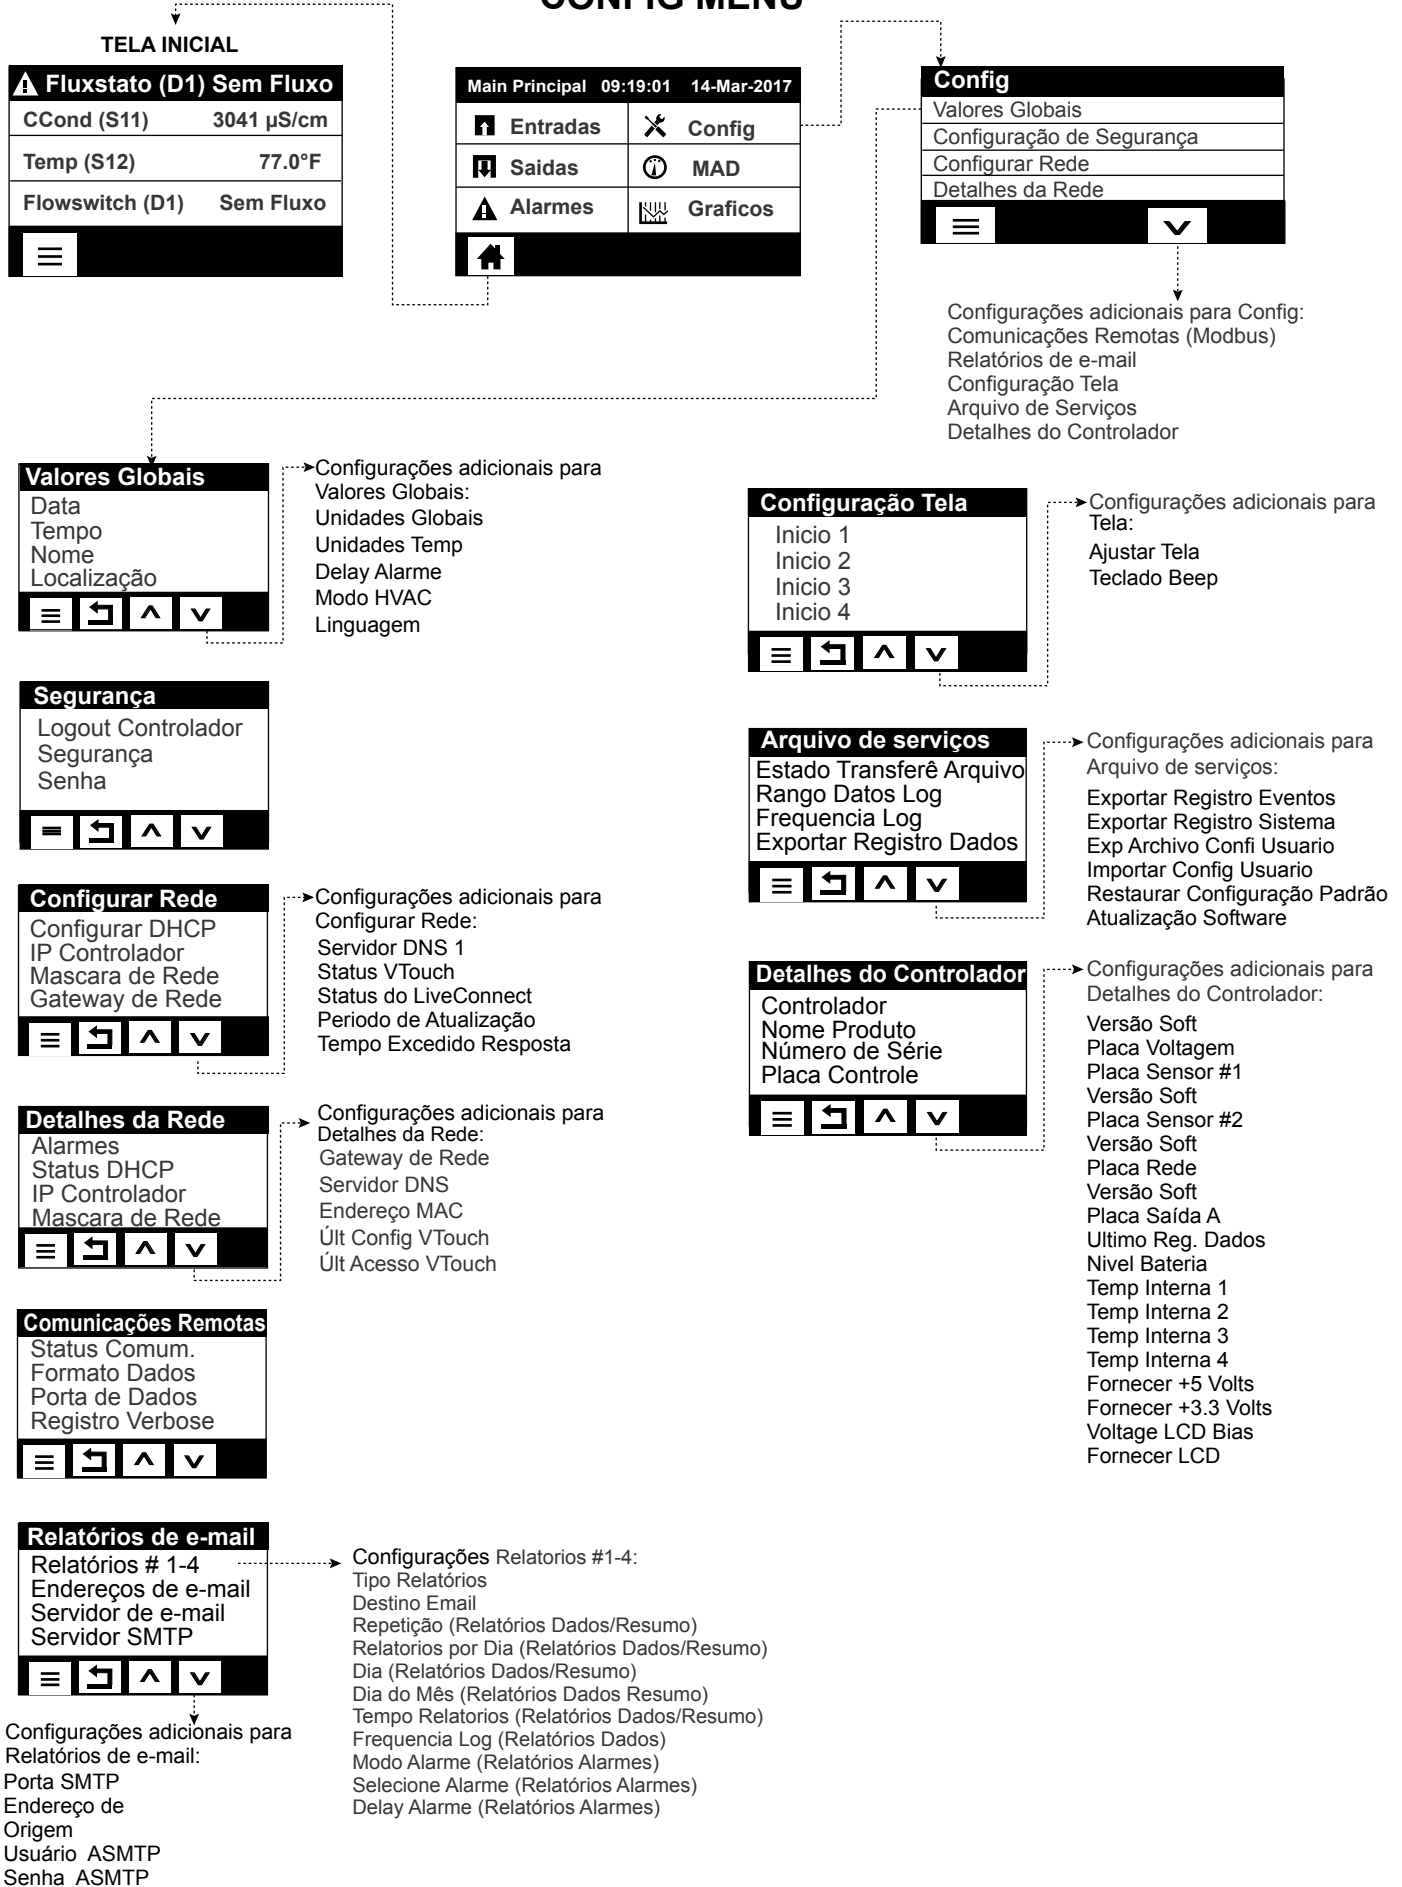 CONFIG MENU
TELA INICIAL
Fluxstato (D1) Sem Fluxo
CCond (S11) 3041 µS/cm
Temp (S12) 77.0°F
Flowswitch (D1) Sem Fluxo
Main Principal 09:19:01 14-Mar-2017
Entradas Config
Saidas MAD
Alarmes Graficos
Config
Valores Globais
Configuração de Segurança
Configurar Rede
Detalhes da Rede
Configurações adicionais para Config:
Comunicações Remotas (Modbus)
Relatórios de e-mail
Configuração Tela
Arquivo de Serviços
Detalhes do Controlador
Valores Globais
Data
Tempo
Nome
Localização
Configurações adicionais para
Valores Globais:
Unidades Globais
Unidades Temp
Delay Alarme
Modo HVAC
Linguagem
Segurança
Logout Controlador
Segurança
Senha
Configurar Rede
Configurar DHCP
IP Controlador
Mascara de Rede
Gateway de Rede
Configurações adicionais para
Configurar Rede:
Servidor DNS 1
Status VTouch
Status do LiveConnect
Periodo de Atualização
Tempo Excedido Resposta
Detalhes da Rede
Alarmes
Status DHCP
IP Controlador
Mascara de Rede
Configurações adicionais para
Detalhes da Rede:
Gateway de Rede
Servidor DNS
Endereço MAC
Últ Config VTouch
Últ Acesso VTouch
Comunicações Remotas
Status Comum.
Formato Dados
Porta de Dados
Registro Verbose
Relatórios de e-mail
Relatórios # 1-4
Endereços de e-mail
Servidor de e-mail
Servidor SMTP
Configurações adicionais para
Relatórios de e-mail:
Porta SMTP
Endereço de
Origem
Usuário ASMTP
Senha ASMTP
Configurações Relatorios #1-4:
Tipo Relatórios
Destino Email
Repetição (Relatórios Dados/Resumo)
Relatorios por Dia (Relatórios Dados/Resumo)
Dia (Relatórios Dados/Resumo)
Dia do Mês (Relatórios Dados Resumo)
Tempo Relatorios (Relatórios Dados/Resumo)
Frequencia Log (Relatórios Dados)
Modo Alarme (Relatórios Alarmes)
Selecione Alarme (Relatórios Alarmes)
Delay Alarme (Relatórios Alarmes)
Configuração Tela
Inicio 1
Inicio 2
Inicio 3
Inicio 4
Configurações adicionais para
Tela:
Ajustar Tela
Teclado Beep
Arquivo de serviços
Estado Transferê Arquivo
Rango Datos Log
Frequencia Log
Exportar Registro Dados
Configurações adicionais para
Arquivo de serviços:
Exportar Registro Eventos
Exportar Registro Sistema
Exp Archivo Confi Usuario
Importar Config Usuario
Restaurar Configuração Padrão
Atualização Software
Detalhes do Controlador
Controlador
Nome Produto
Número de Série
Placa Controle
Configurações adicionais para
Detalhes do Controlador:
Versão Soft
Placa Voltagem
Placa Sensor #1
Versão Soft
Placa Sensor #2
Versão Soft
Placa Rede
Versão Soft
Placa Saída A
Ultimo Reg. Dados
Nivel Bateria
Temp Interna 1
Temp Interna 2
Temp Interna 3
Temp Interna 4
Fornecer +5 Volts
Fornecer +3.3 Volts
Voltage LCD Bias
Fornecer LCD